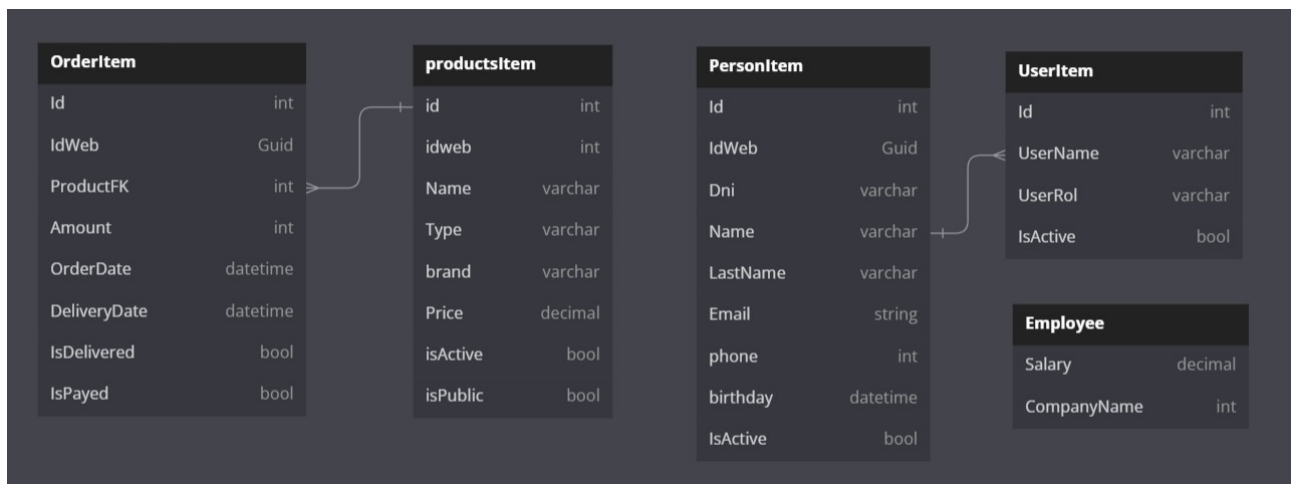 OrderItem
Id int
IdWeb Guid
ProductFK int
Amount int
OrderDate datetime
DeliveryDate datetime
IsDelivered bool
IsPayed bool
productsItem
id int
idweb int
Name varchar
Type varchar
brand varchar
Price decimal
isActive bool
isPublic bool
PersonItem
Id int
IdWeb Guid
Dni varchar
Name varchar
LastName varchar
Email string
phone int
birthday datetime
IsActive bool
UserItem
Id int
UserName varchar
UserRol varchar
IsActive bool
Employee
Salary decimal
CompanyName int